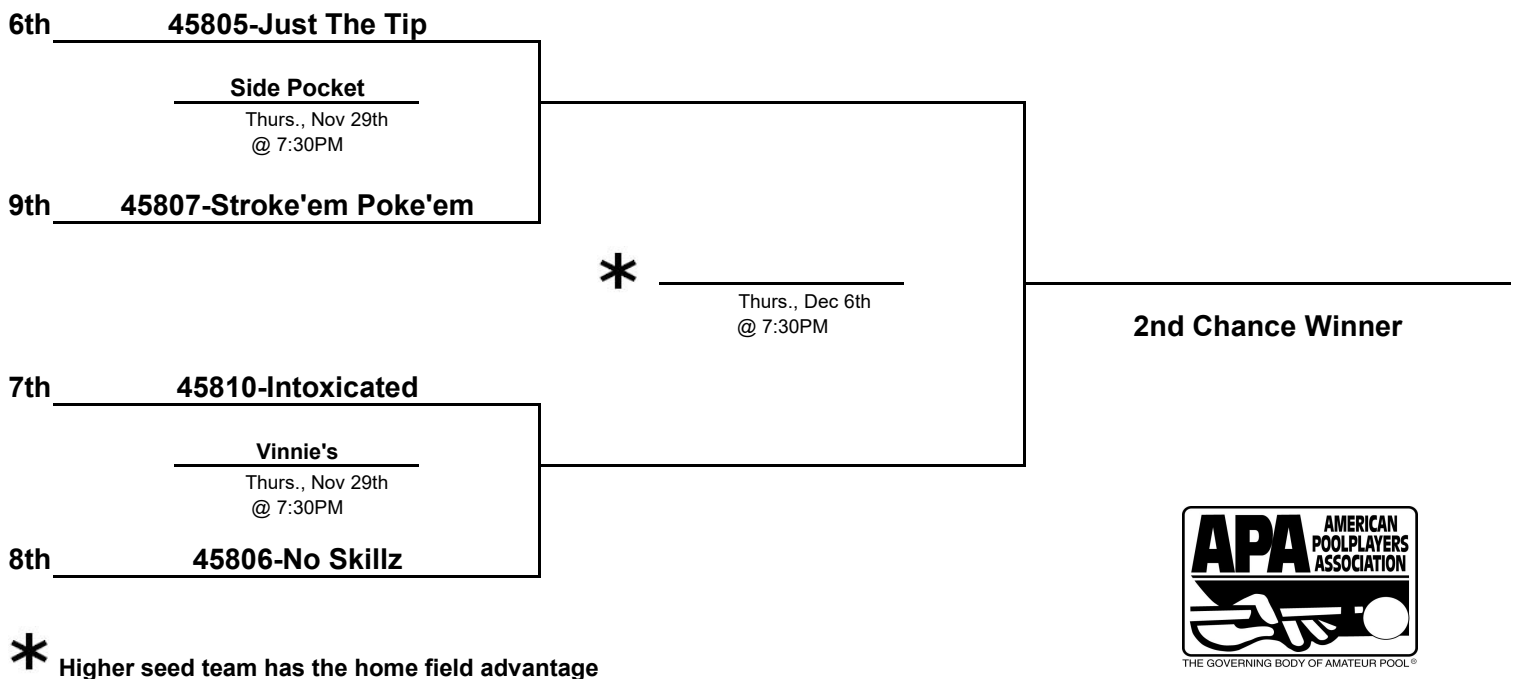 6th 45805-Just The Tip
Side Pocket
Thurs., Nov 29th
@ 7:30PM
9th 45807-Stroke'em Poke'em
*
Thurs., Dec 6th
@ 7:30PM
2nd Chance Winner
7th 45810-Intoxicated
Vinnie's
Thurs., Nov 29th
@ 7:30PM
8th 45806-No Skillz
* Higher seed team has the home field advantage
APA AMERICAN
POOLPLAYERS
ASSOCIATION
THE GOVERNING BODY OF AMATEUR POOL®